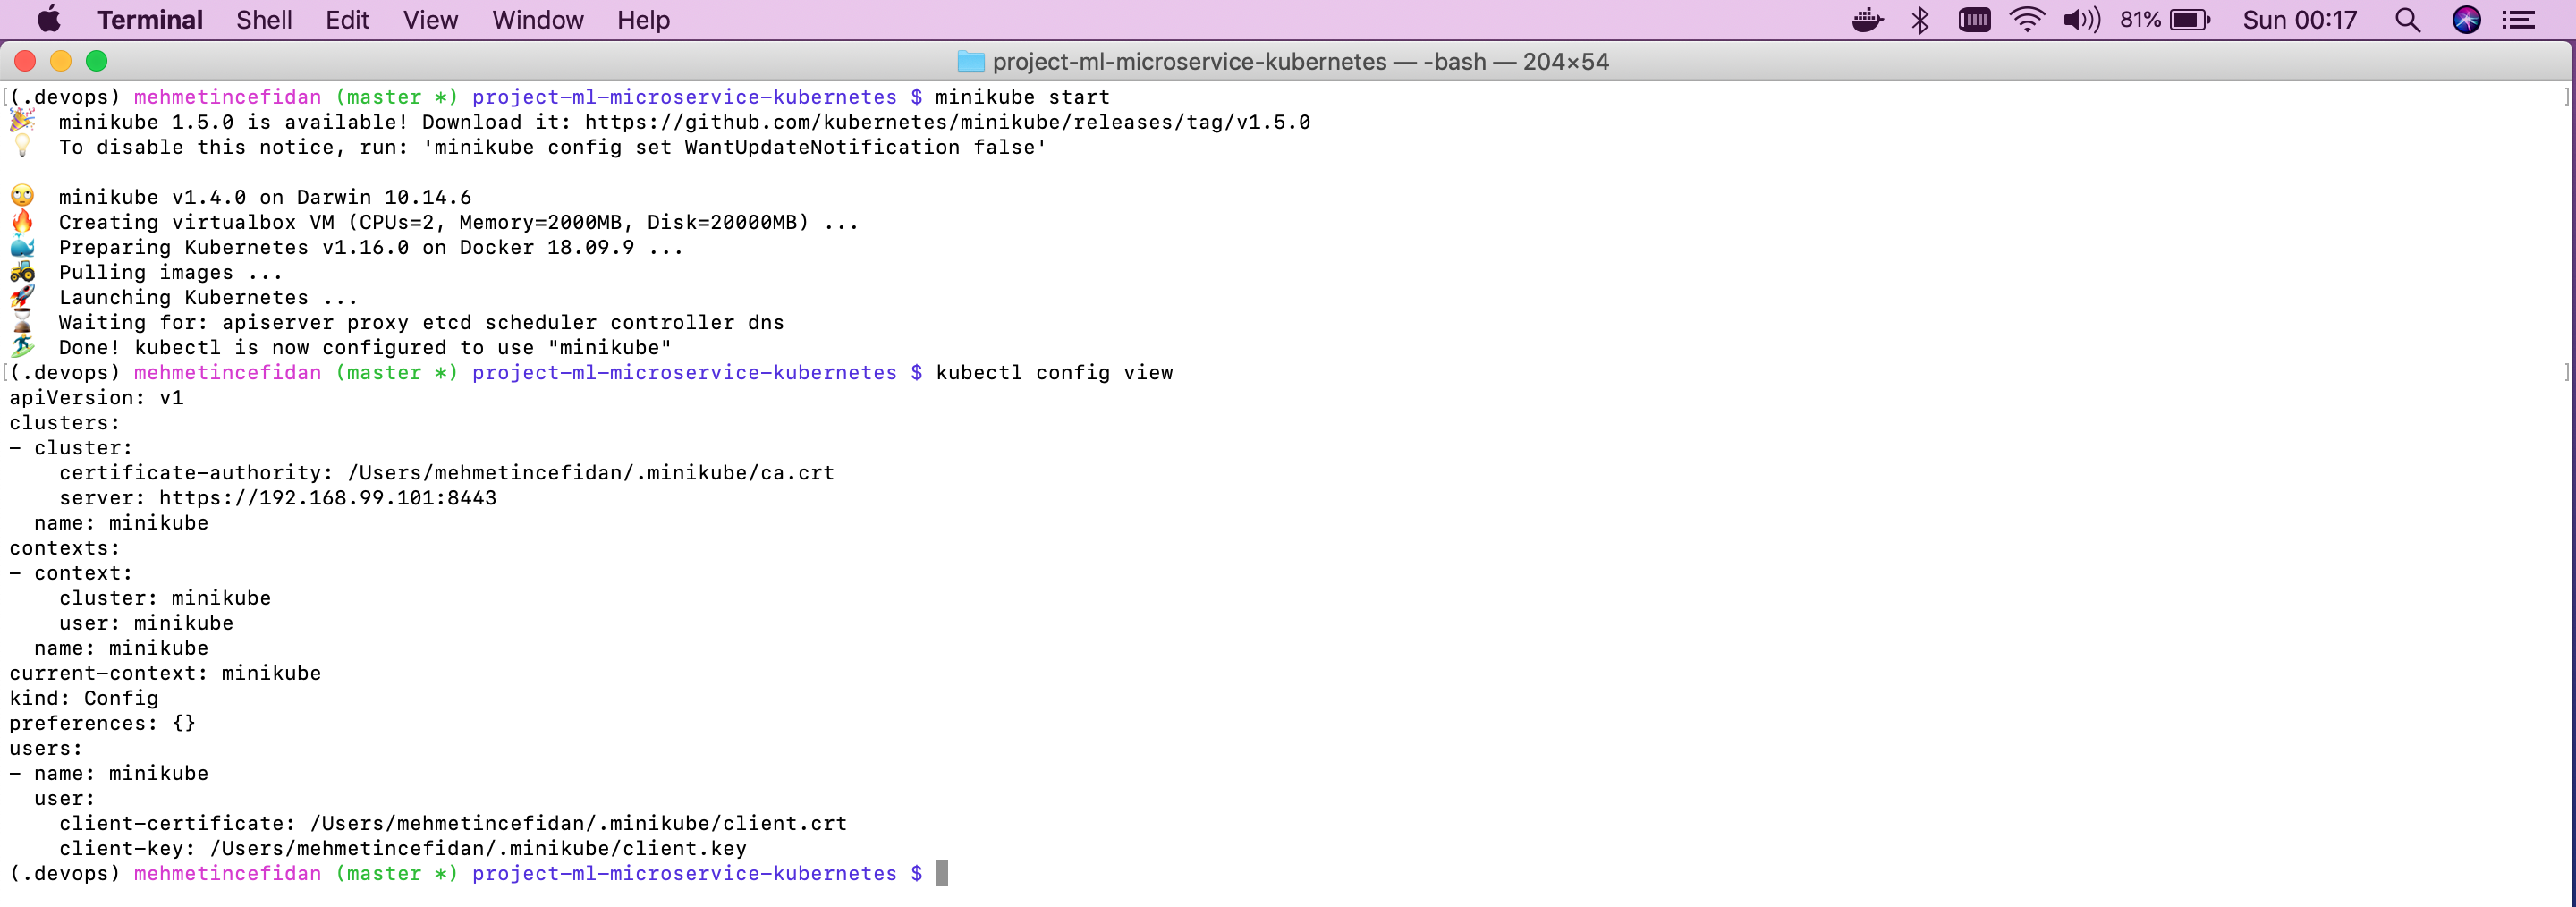 Terminal Shell Edit View Window Help 81% Sun 00:17
project-ml-microservice-kubernetes — -bash — 204×54
[(.devops) mehmetincefidan (master *) project-ml-microservice-kubernetes $ minikube start ]
🎉 minikube 1.5.0 is available! Download it: https://github.com/kubernetes/minikube/releases/tag/v1.5.0
💡 To disable this notice, run: 'minikube config set WantUpdateNotification false'
🙄 minikube v1.4.0 on Darwin 10.14.6
🔥 Creating virtualbox VM (CPUs=2, Memory=2000MB, Disk=20000MB) ...
🐳 Preparing Kubernetes v1.16.0 on Docker 18.09.9 ...
🚜 Pulling images ...
🚀 Launching Kubernetes ...
⌛ Waiting for: apiserver proxy etcd scheduler controller dns
🏄 Done! kubectl is now configured to use "minikube"
[(.devops) mehmetincefidan (master *) project-ml-microservice-kubernetes $ kubectl config view ]
apiVersion: v1
clusters:
- cluster:
    certificate-authority: /Users/mehmetincefidan/.minikube/ca.crt
    server: https://192.168.99.101:8443
  name: minikube
contexts:
- context:
    cluster: minikube
    user: minikube
  name: minikube
current-context: minikube
kind: Config
preferences: {}
users:
- name: minikube
  user:
    client-certificate: /Users/mehmetincefidan/.minikube/client.crt
    client-key: /Users/mehmetincefidan/.minikube/client.key
(.devops) mehmetincefidan (master *) project-ml-microservice-kubernetes $